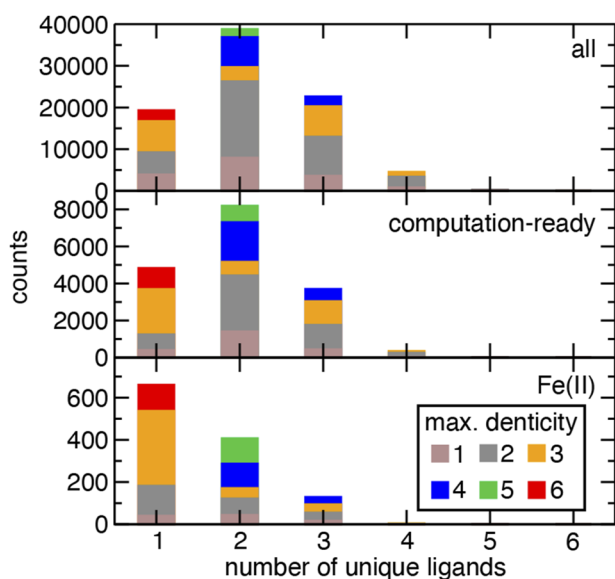 40000
30000
20000
10000
0
all
8000
6000
4000
2000
0
computation-ready
counts
600
400
200
0
Fe(II)
max. denticity
1 2 3
4 5 6
1 2 3 4 5 6
number of unique ligands